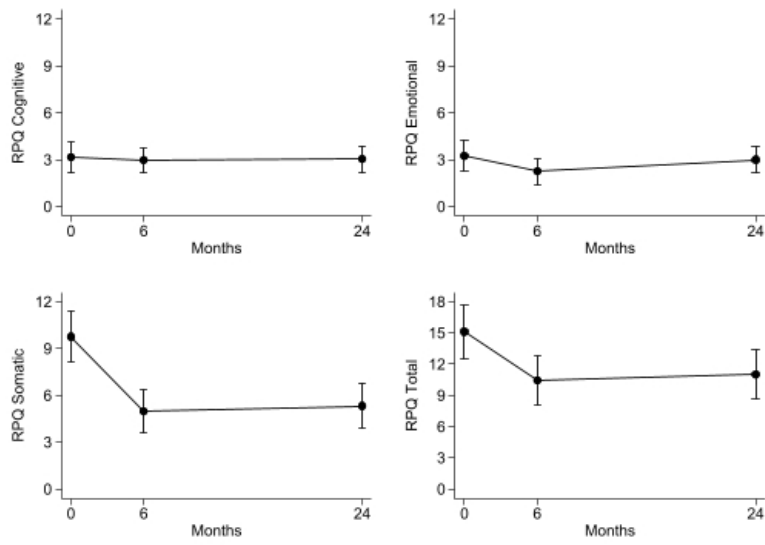 RPQ Cognitive
12
9
6
3
0
0 6 24
Months
RPQ Emotional
12
9
6
3
0
0 6 24
Months
RPQ Somatic
12
9
6
3
0
0 6 24
Months
RPQ Total
18
15
12
9
6
3
0
0 6 24
Months